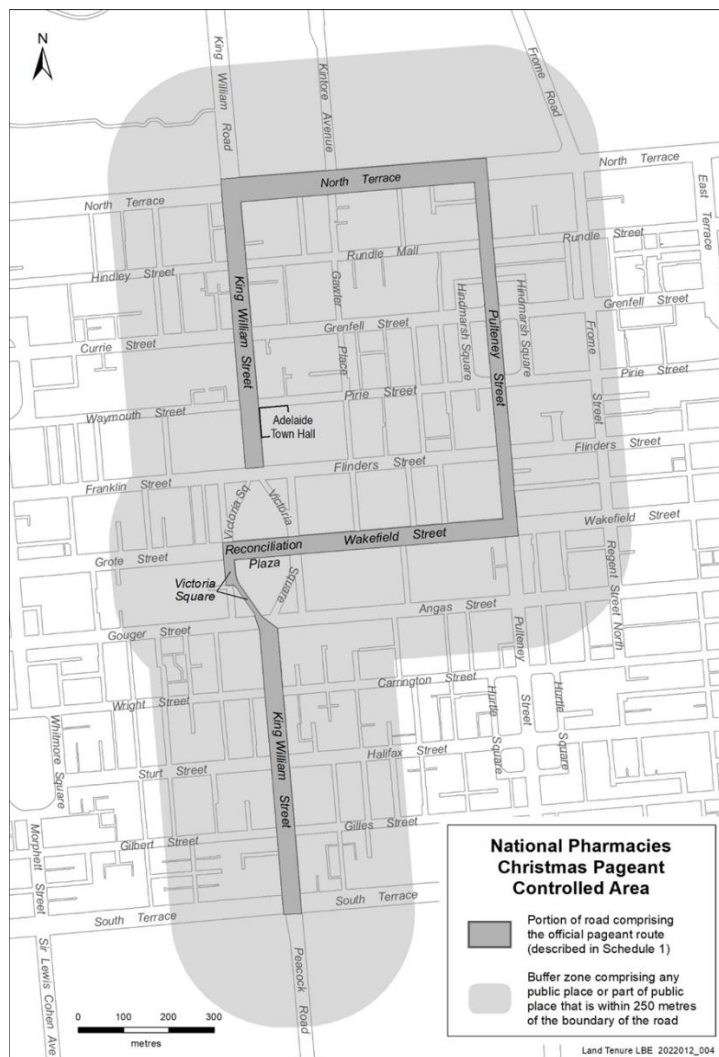 N
King
William
Road
Kintore
Avenue
Frome
Road
North Terrace
North Terrace
East
Terrace
North Terrace
Rundle Street
Rundle Mall
Hindley Street
Gawler
Place
King William Street
Hindmarsh Square
Hindmarsh Square
Pulteney Street
Grenfell Street
Grenfell Street
Frome
Street
Currie Street
Pirie Street
Pirie Street
Waymouth Street
Adelaide
Town Hall
Flinders Street
Flinders Street
Franklin Street
Victoria Sq
Victoria
Square
Wakefield Street
Reconciliation
Plaza
Wakefield Street
Grote Street
Victoria
Square
Regent Street North
Angas Street
Gouger Street
Pulteney
Street
Carrington Street
Wright Street
Hurtle
Square
Hurtle
Square
Whitmore Square
King William
Street
Halifax Street
Sturt Street
Gilles Street
Gilbert Street
Morphett Street
South Terrace
South Terrace
Sir Lewis Cohen Ave
Peacock
Road
National Pharmacies
Christmas Pageant
Controlled Area
Portion of road comprising
the official pageant route
(described in Schedule 1)
Buffer zone comprising any
public place or part of public
place that is within 250 metres
of the boundary of the road
0 100 200 300
metres
Land Tenure LBE 2022012_004